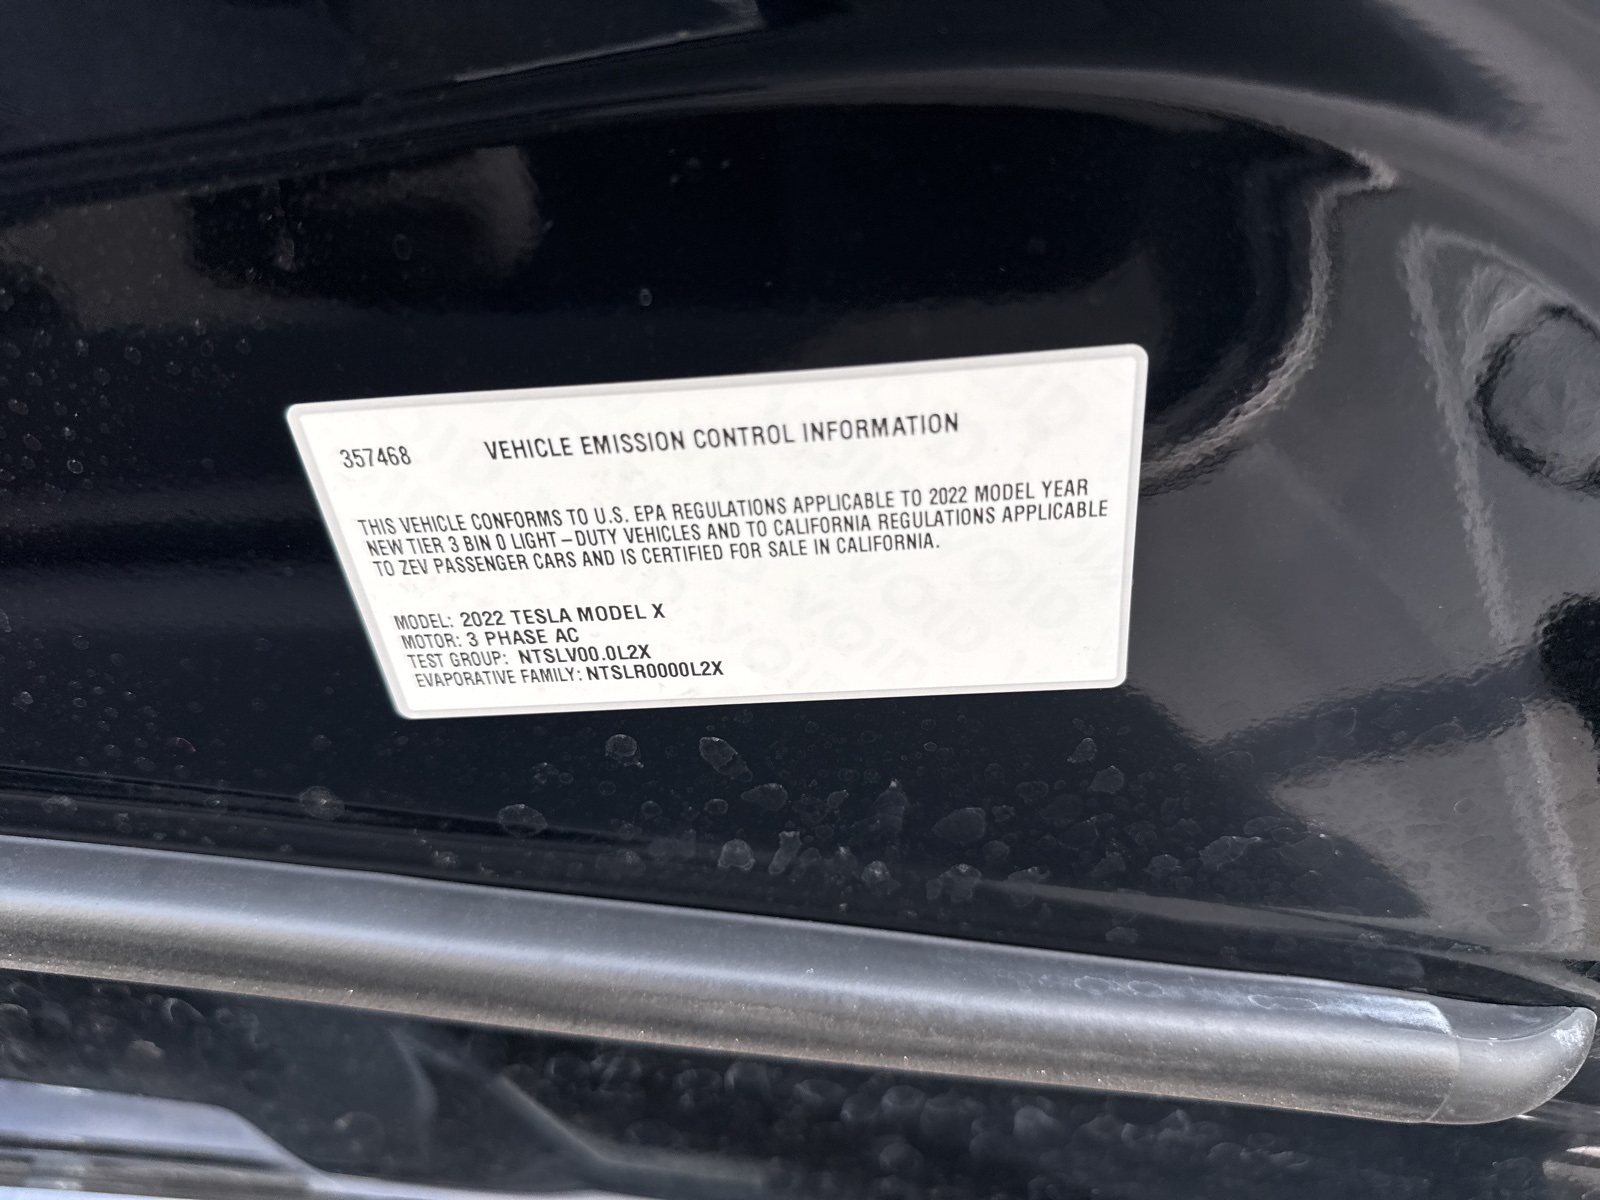 357468 VEHICLE EMISSION CONTROL INFORMATION
THIS VEHICLE CONFORMS TO U.S. EPA REGULATIONS APPLICABLE TO 2022 MODEL YEAR
NEW TIER 3 BIN 0 LIGHT-DUTY VEHICLES AND TO CALIFORNIA REGULATIONS APPLICABLE
TO ZEV PASSENGER CARS AND IS CERTIFIED FOR SALE IN CALIFORNIA.
MODEL: 2022 TESLA MODEL X
MOTOR: 3 PHASE AC
TEST GROUP: NTSLV00.0L2X
EVAPORATIVE FAMILY: NTSLR0000L2X